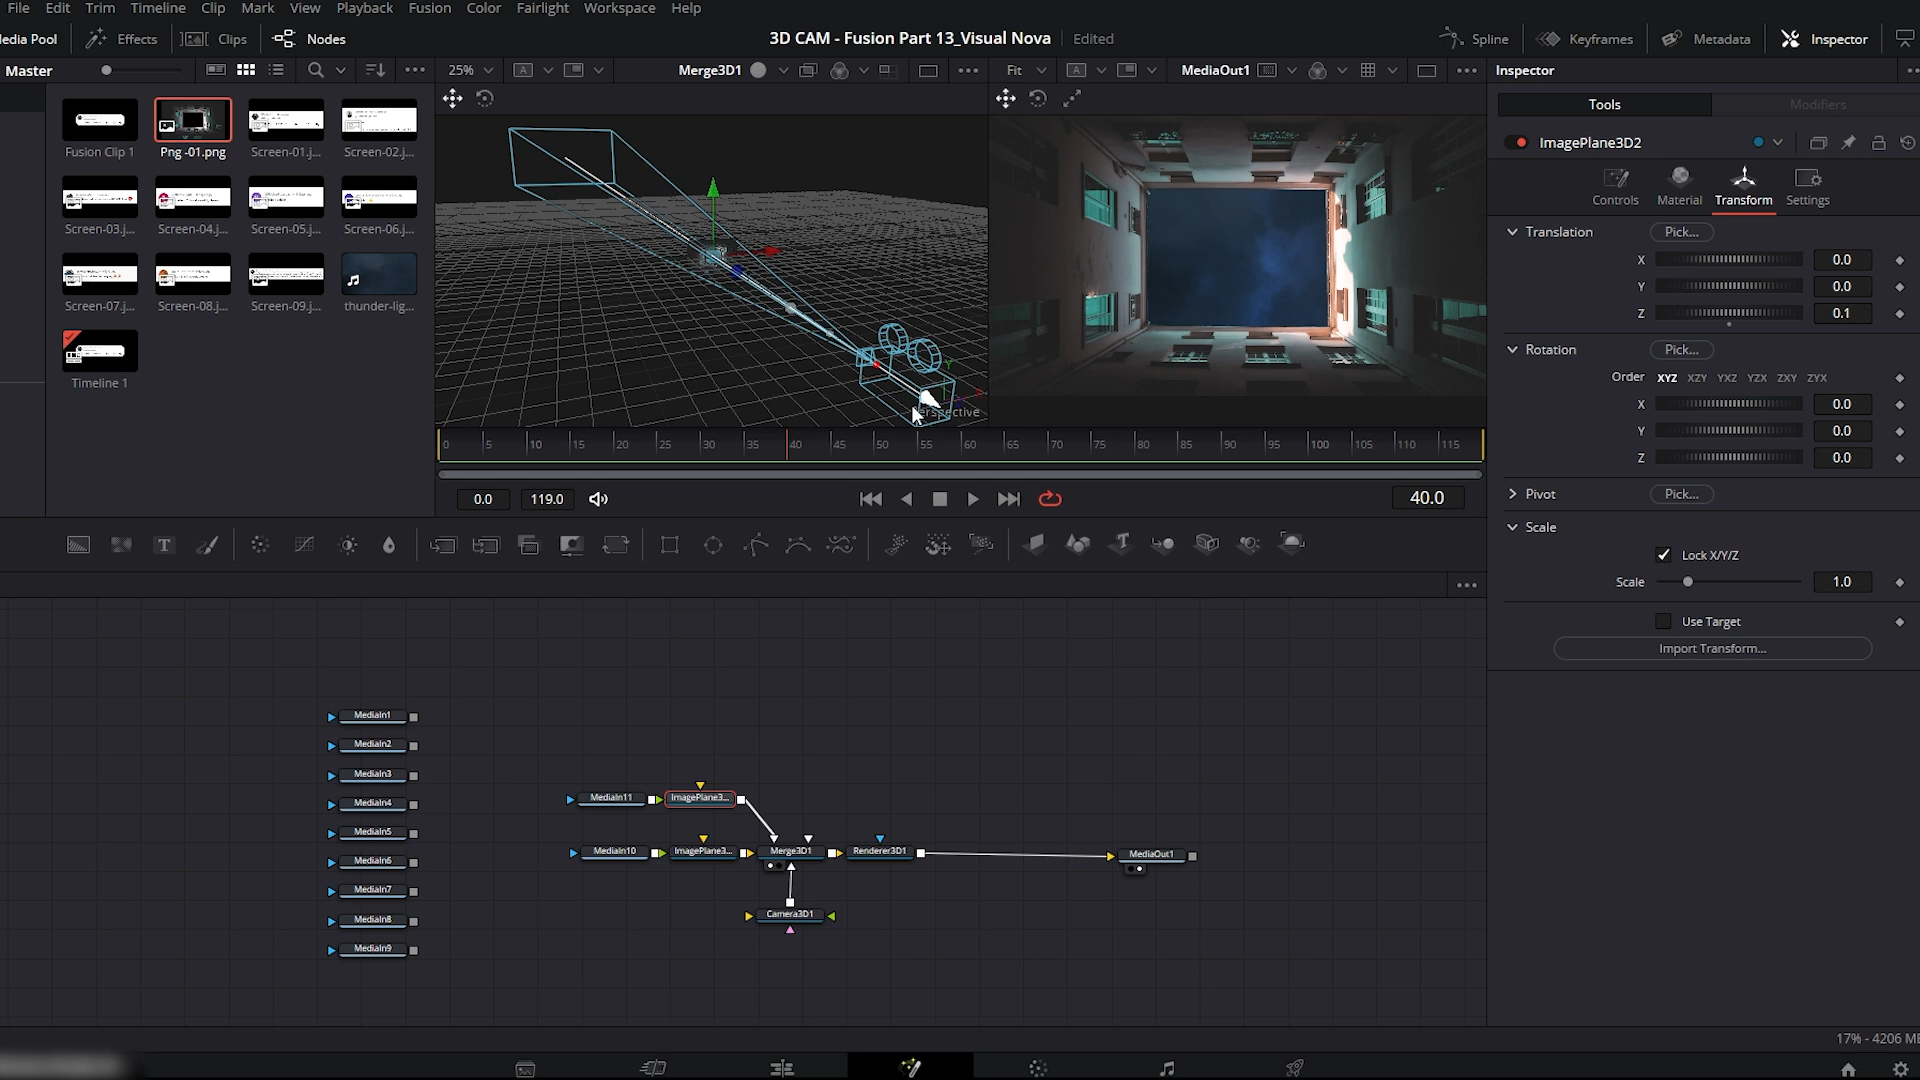 File Edit Trim Timeline Clip Mark View Playback Fusion Color Fairlight Workspace Help
edia Pool Effects Clips Nodes 3D CAM - Fusion Part 13_Visual Nova Edited Spline Keyframes Metadata Inspector
Master 25% Merge3D1 Fit MediaOut1 Inspector
Tools Modifiers
Fusion Clip 1 Png -01.png Screen-01.j... Screen-02.j...
ImagePlane3D2
Controls Material Transform Settings
Screen-03.j... Screen-04.j... Screen-05.j... Screen-06.j...
Translation Pick...
X 0.0
Y 0.0
Screen-07.j... Screen-08.j... Screen-09.j... thunder-lig...
Z 0.1
Rotation Pick...
Timeline 1
Order XYZ XZY YXZ YZX ZXY ZYX
X 0.0
Perspective
Y 0.0
0 5 10 15 20 25 30 35 40 45 50 55 60 65 70 75 80 85 90 95 100 105 110 115
Z 0.0
0.0 119.0 40.0
Pivot Pick...
Scale
Lock X/Y/Z
Scale 1.0
Use Target
Import Transform...
MediaIn1
MediaIn2
MediaIn3
MediaIn4
MediaIn5
MediaIn6
MediaIn7
MediaIn8
MediaIn9
MediaIn11 ImagePlane3...
MediaIn10 ImagePlane3... Merge3D1 Renderer3D1 MediaOut1
Camera3D1
17% - 4206 MB